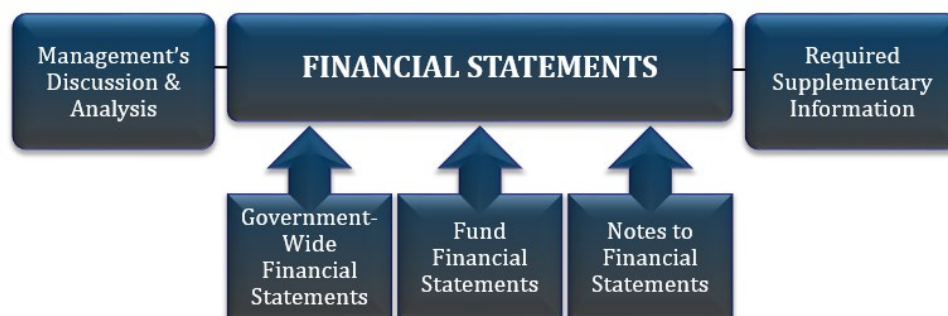 Management's
Discussion &
Analysis
FINANCIAL STATEMENTS
Required
Supplementary
Information
Government-
Wide
Financial
Statements
Fund
Financial
Statements
Notes to
Financial
Statements